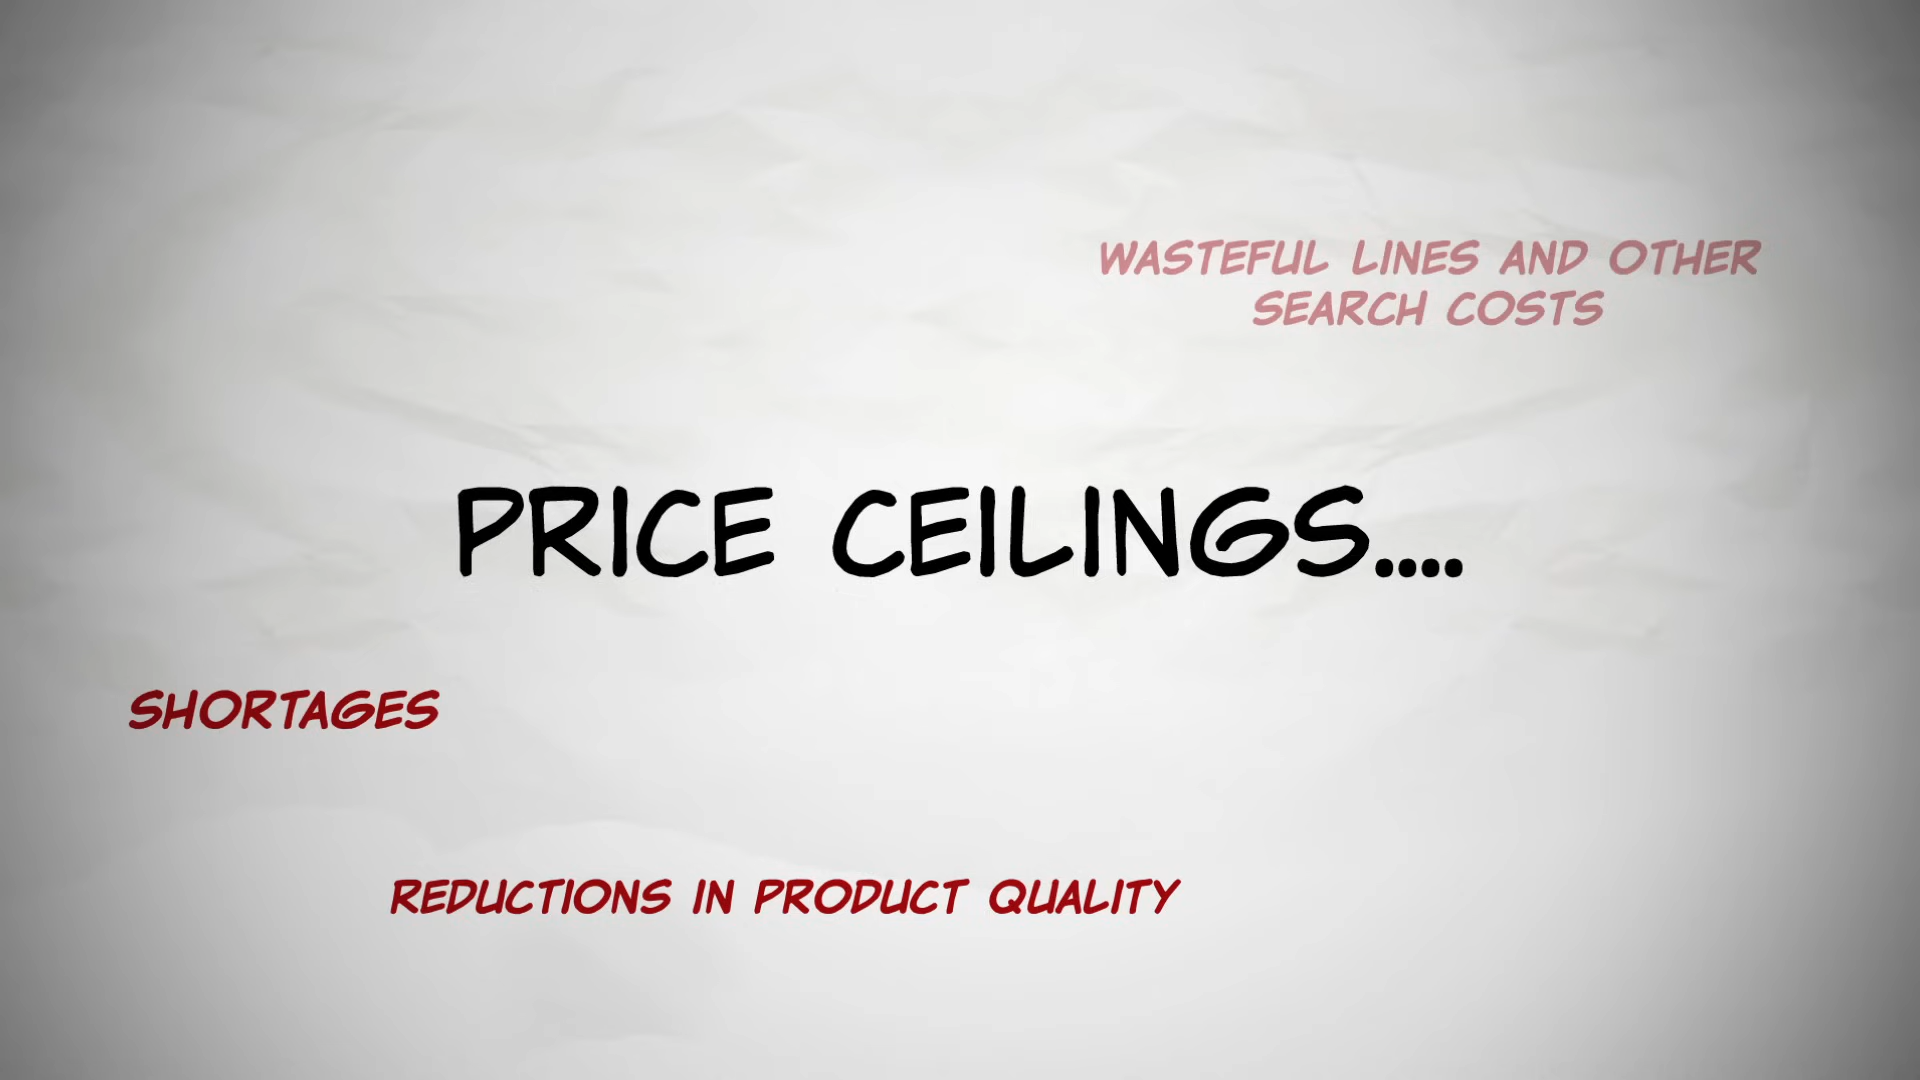 WASTEFUL LINES AND OTHER
SEARCH COSTS
PRICE CEILINGS....
SHORTAGES
REDUCTIONS IN PRODUCT QUALITY